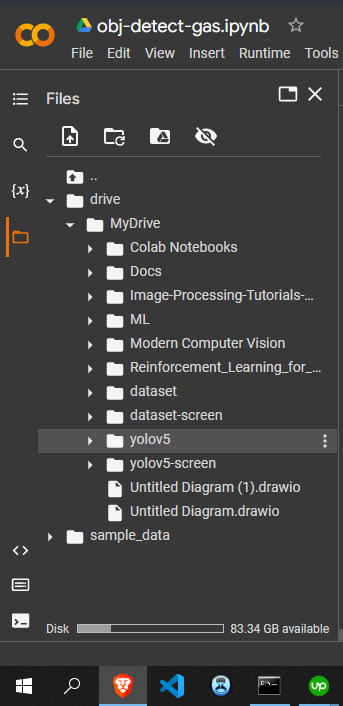 obj-detect-gas.ipynb
File Edit View Insert Runtime Tools
Files
{x}
..
drive
MyDrive
Colab Notebooks
Docs
Image-Processing-Tutorials-...
ML
Modern Computer Vision
Reinforcement_Learning_for_...
dataset
dataset-screen
yolov5
yolov5-screen
Untitled Diagram (1).drawio
Untitled Diagram.drawio
sample_data
Disk 83.34 GB available
up